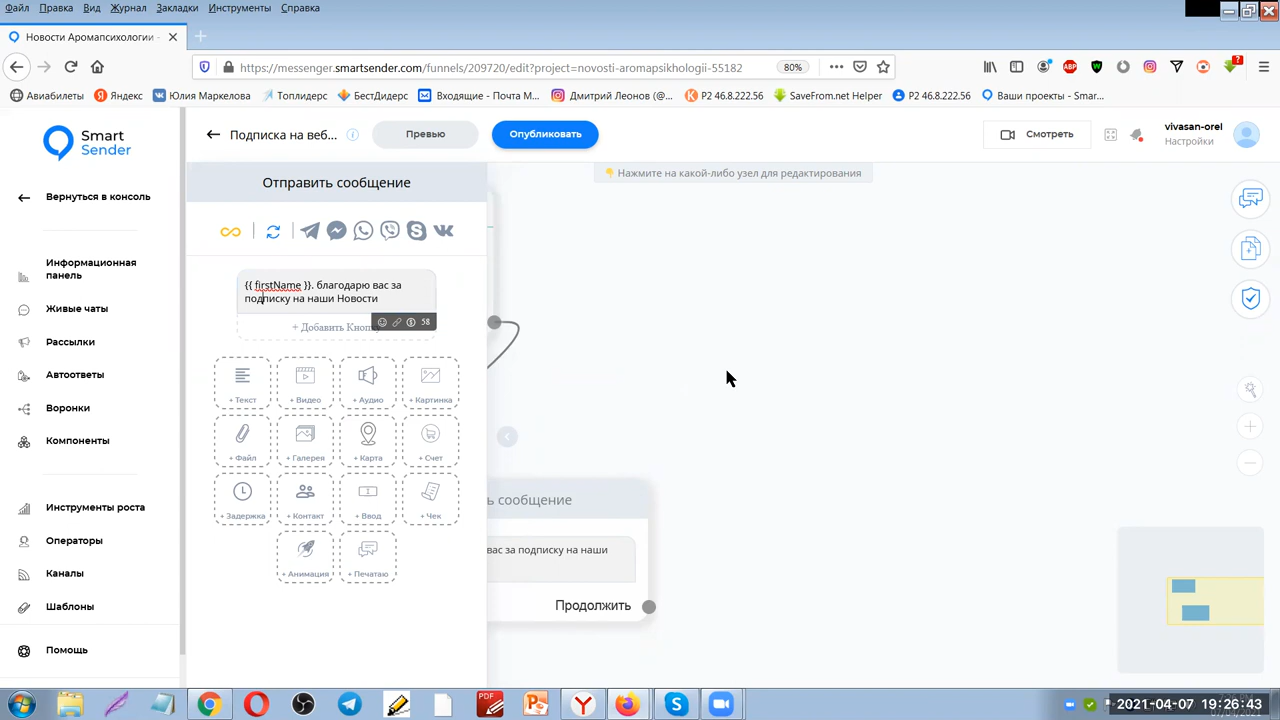 Файл Правка Вид Журнал Закладки Инструменты Справка
Новости Аромапсихологии -
https://messenger.smartsender.com/funnels/209720/edit?project=novosti-aromapsikhologii-55182
80%
ABP
?
Авиабилеты Яндекс Юлия Маркелова Топлидерс БестДидерс Входящие - Почта M... Дмитрий Леонов (@... P2 46.8.222.56 SaveFrom.net Helper P2 46.8.222.56 Ваши проекты - Smar...
Smart
Sender
Подписка на веб...
Превью
Опубликовать
Смотреть
vivasan-orel
Настройки
Вернуться в консоль
Информационная
панель
Живые чаты
Рассылки
Автоответы
Воронки
Компоненты
Инструменты роста
Операторы
Каналы
Шаблоны
Помощь
Отправить сообщение
{{ firstName }}. благодарю вас за
подписку на наши Новости
+ Добавить Кноп
58
+ Текст + Видео + Аудио + Картинка
+ Файл + Галерея + Карта + Счет
+ Задержка + Контакт + Ввод + Чек
+ Анимация + Печатаю
Нажмите на какой-либо узел для редактирования
ь сообщение
вас за подписку на наши
Продолжить
PDF
2021-04-07 19:26:43